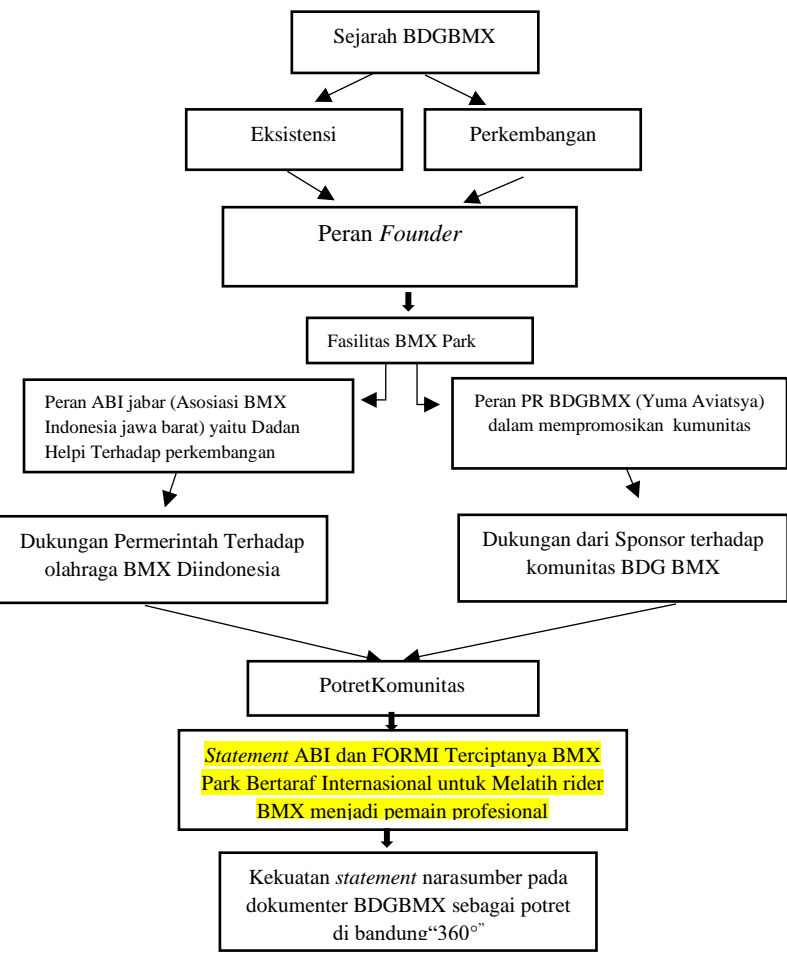 Sejarah BDGBMX
Eksistensi
Perkembangan
Peran Founder
Fasilitas BMX Park
Peran ABI jabar (Asosiasi BMX
Indonesia jawa barat) yaitu Dadan
Helpi Terhadap perkembangan
Peran PR BDGBMX (Yuma Aviatsya)
dalam mempromosikan kumunitas
Dukungan Permerintah Terhadap
olahraga BMX Diindonesia
Dukungan dari Sponsor terhadap
komunitas BDG BMX
PotretKomunitas
Statement ABI dan FORMI Terciptanya BMX
Park Bertaraf Internasional untuk Melatih rider
BMX menjadi pemain profesional
Kekuatan statement narasumber pada
dokumenter BDGBMX sebagai potret
di bandung“360°”